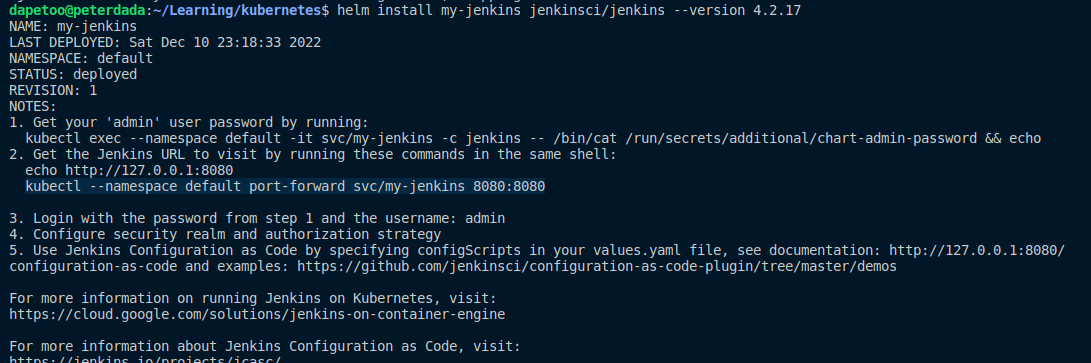 dapetoo@peterdada:~/Learning/kubernetes$ helm install my-jenkins jenkinsci/jenkins --version 4.2.17
NAME: my-jenkins
LAST DEPLOYED: Sat Dec 10 23:18:33 2022
NAMESPACE: default
STATUS: deployed
REVISION: 1
NOTES:
1. Get your 'admin' user password by running:
  kubectl exec --namespace default -it svc/my-jenkins -c jenkins -- /bin/cat /run/secrets/additional/chart-admin-password && echo
2. Get the Jenkins URL to visit by running these commands in the same shell:
  echo http://127.0.0.1:8080
  kubectl --namespace default port-forward svc/my-jenkins 8080:8080
3. Login with the password from step 1 and the username: admin
4. Configure security realm and authorization strategy
5. Use Jenkins Configuration as Code by specifying configScripts in your values.yaml file, see documentation: http://127.0.0.1:8080/
configuration-as-code and examples: https://github.com/jenkinsci/configuration-as-code-plugin/tree/master/demos
For more information on running Jenkins on Kubernetes, visit:
https://cloud.google.com/solutions/jenkins-on-container-engine
For more information about Jenkins Configuration as Code, visit:
https://jenkins.io/projects/jcasc/